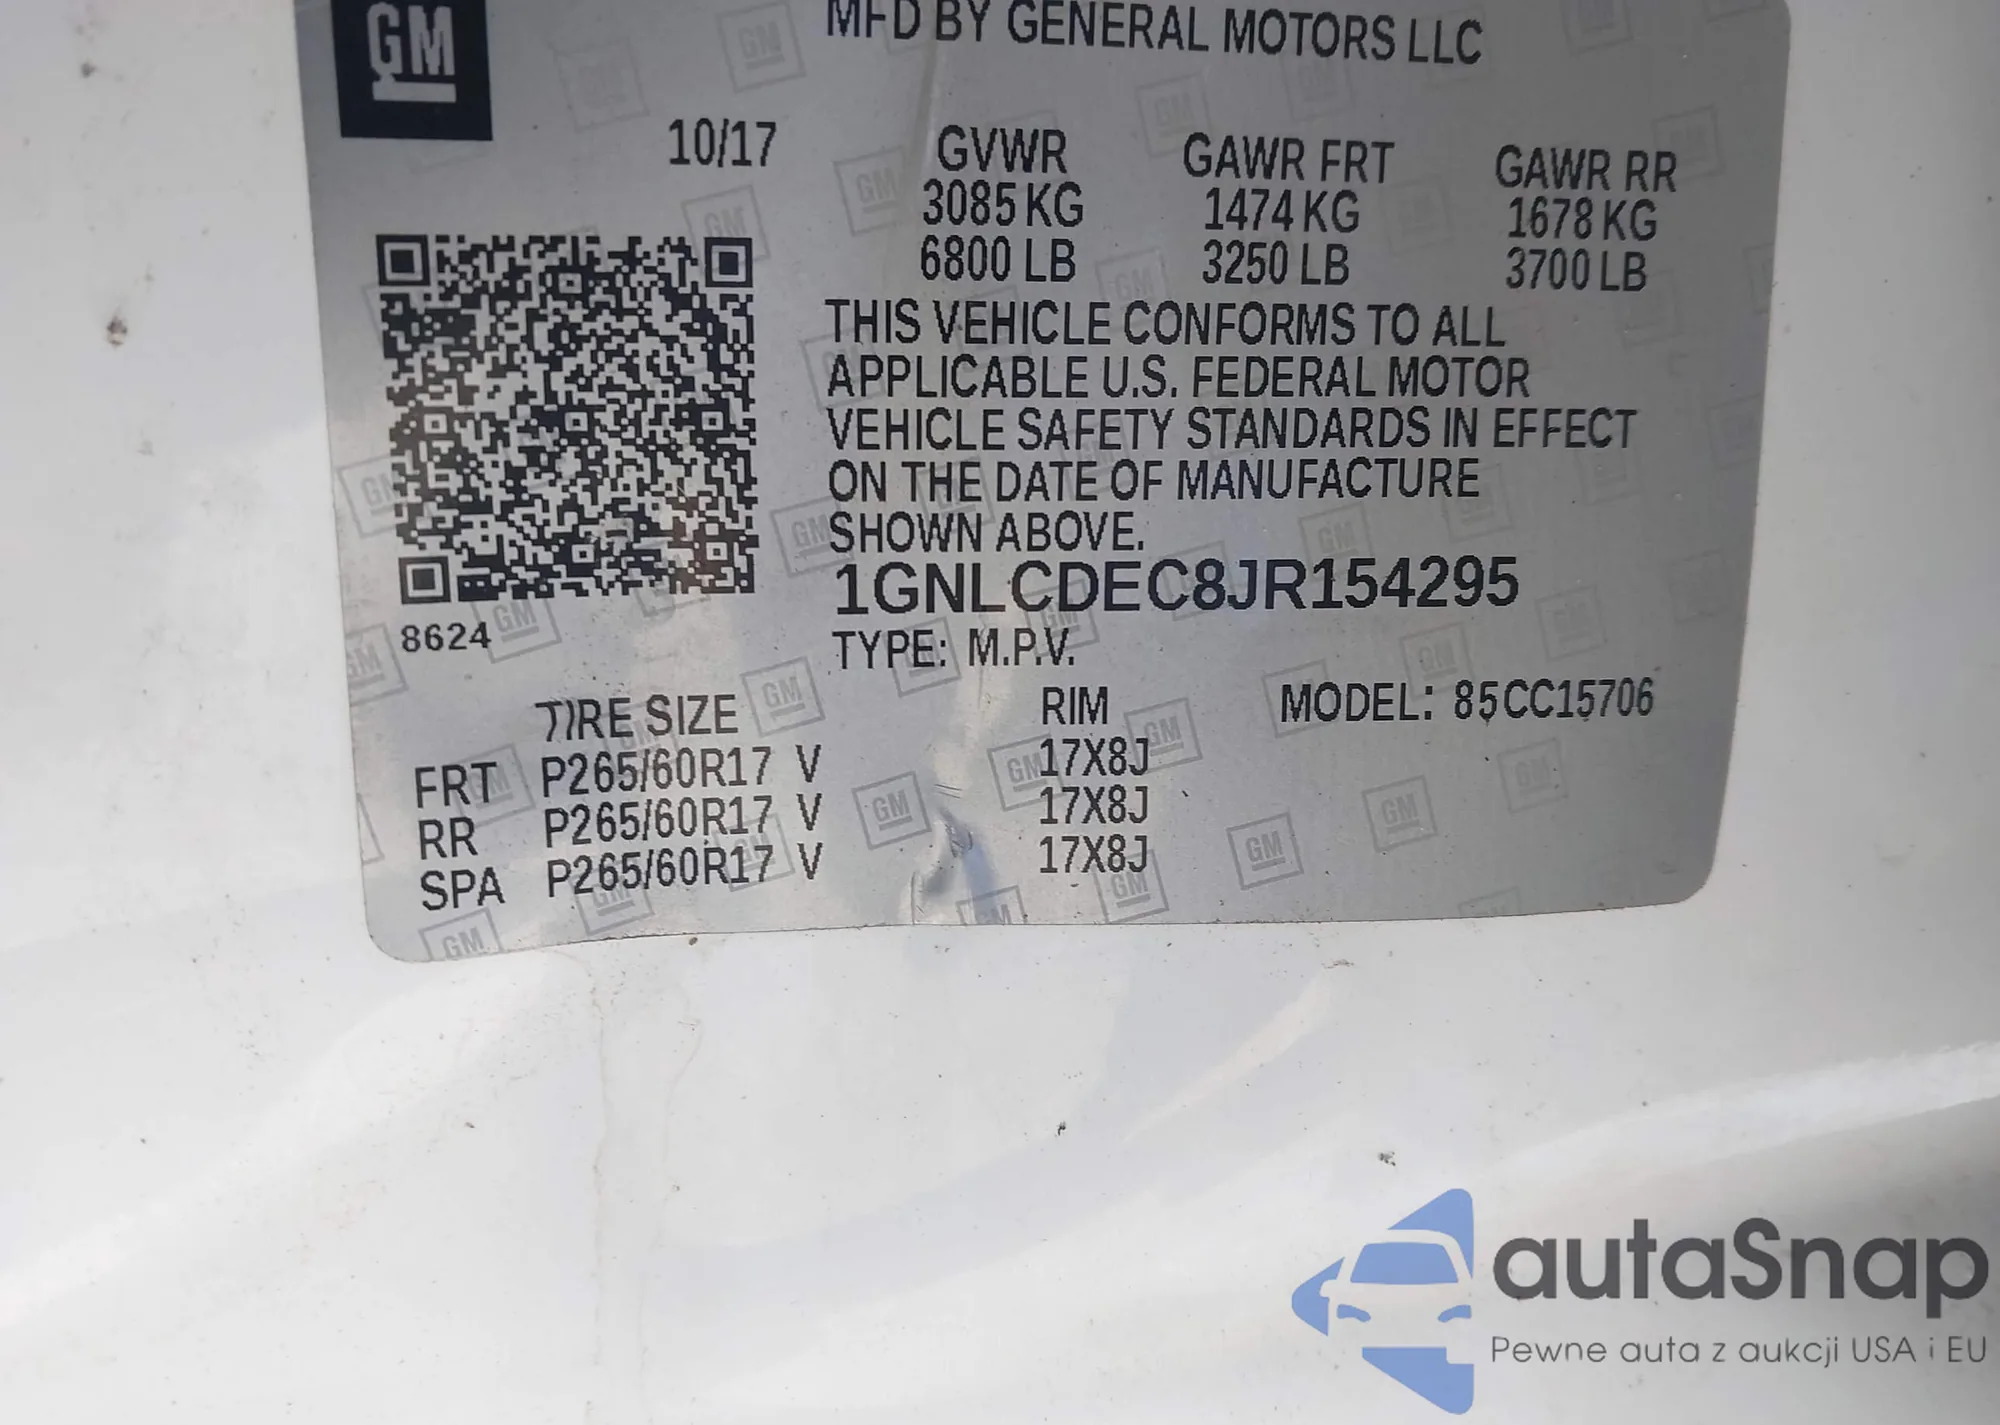 GM
MFD BY GENERAL MOTORS LLC
10/17
GVWR GAWR FRT GAWR RR
3085 KG 1474 KG 1678 KG
6800 LB 3250 LB 3700 LB
THIS VEHICLE CONFORMS TO ALL
APPLICABLE U.S. FEDERAL MOTOR
VEHICLE SAFETY STANDARDS IN EFFECT
ON THE DATE OF MANUFACTURE
SHOWN ABOVE.
1GNLCDEC8JR154295
8624
TYPE: M.P.V.
TIRE SIZE RIM MODEL: 85CC15706
FRT P265/60R17 V 17X8J
RR P265/60R17 V 17X8J
SPA P265/60R17 V 17X8J
autaSnap
Pewne auta z aukcji USA i EU